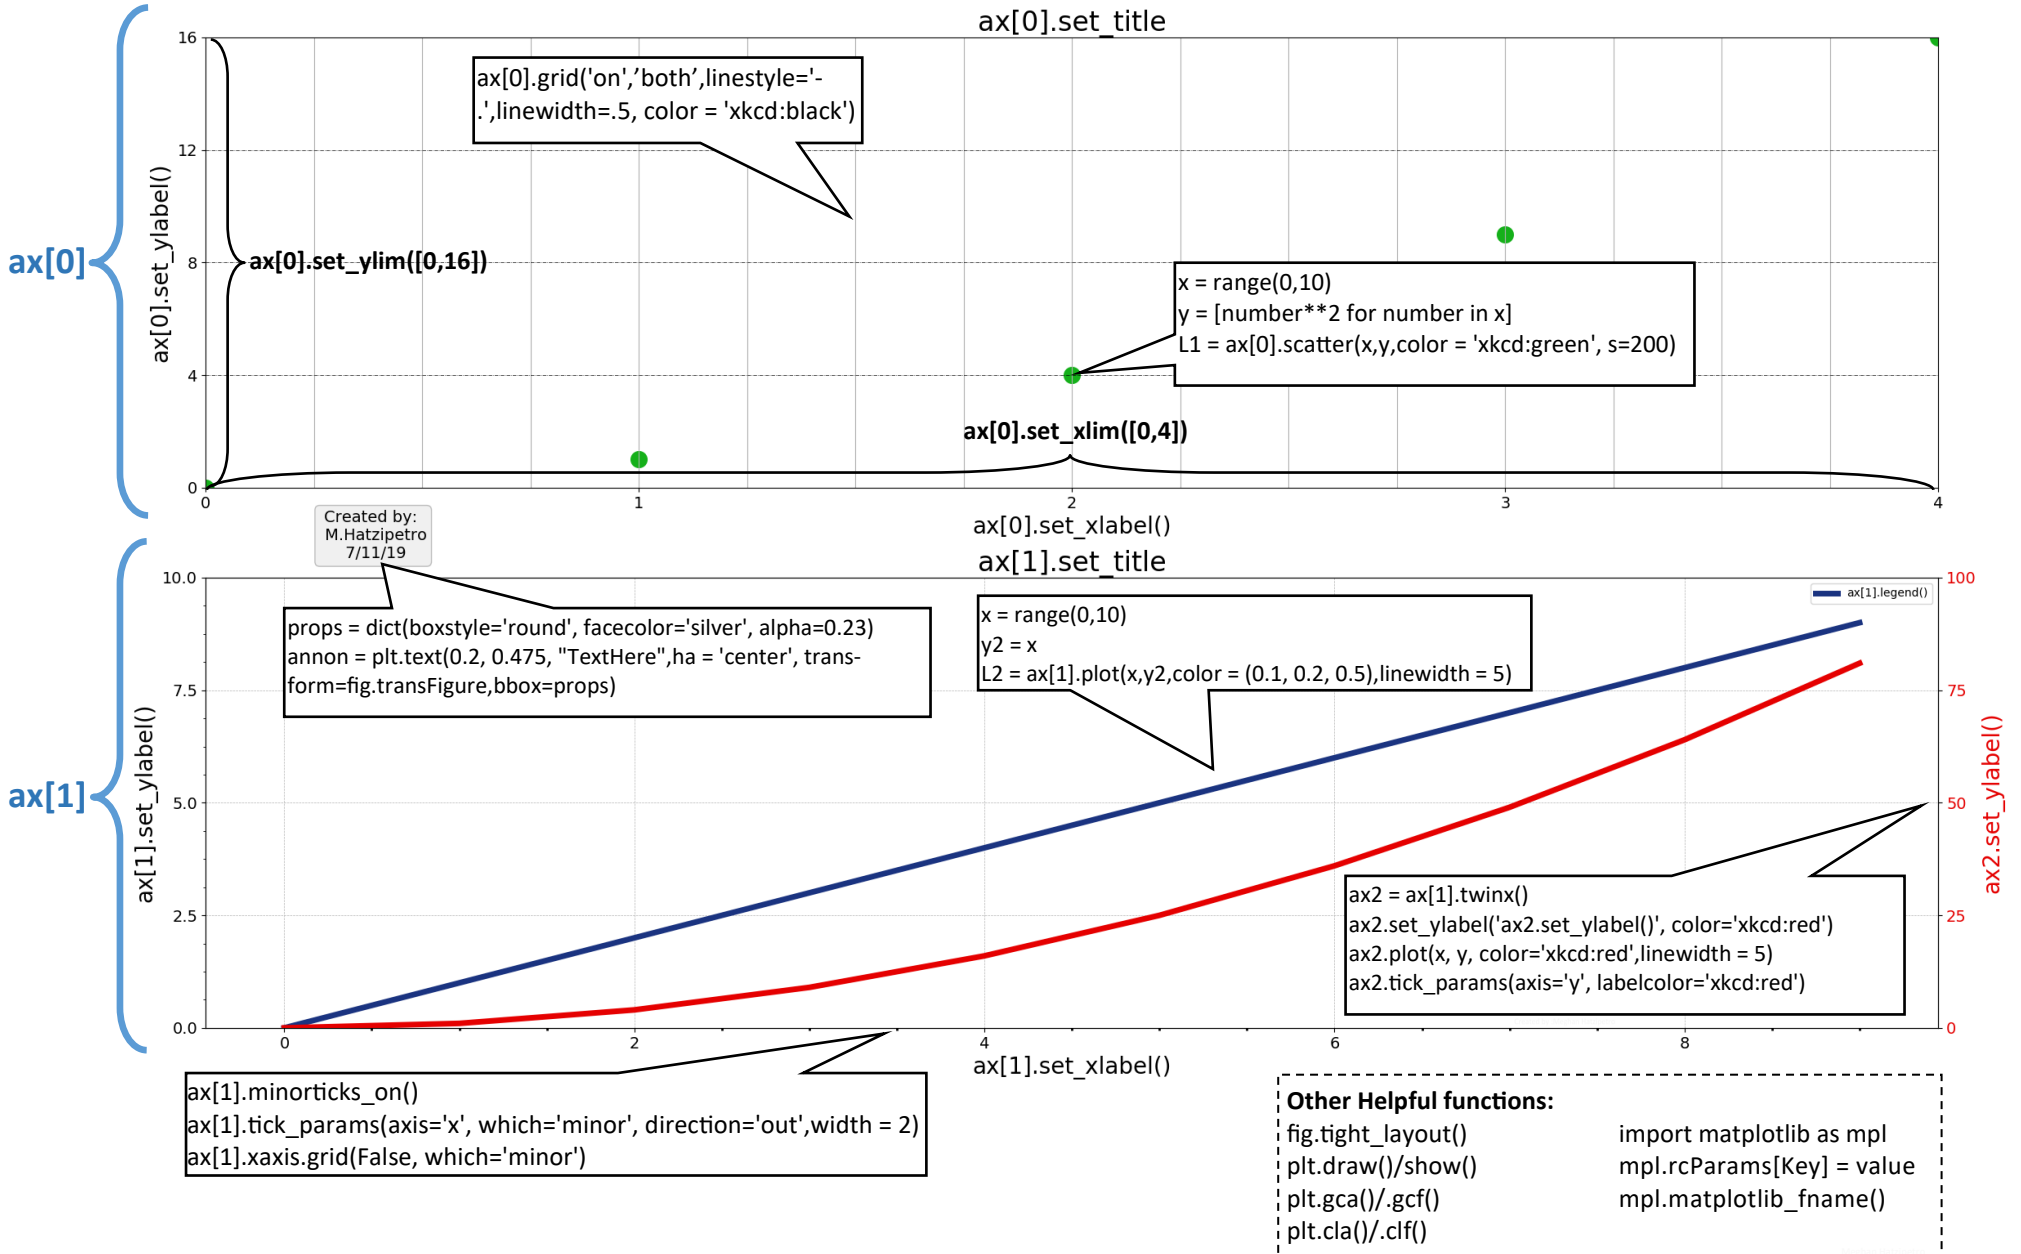 ax[0].set_title
16
ax[0].grid('on',’both’,linestyle='-
.',linewidth=.5, color = 'xkcd:black')
12
ax[0].set_ylabel()
ax[0]
8
ax[0].set_ylim([0,16])
x = range(0,10)
y = [number**2 for number in x]
L1 = ax[0].scatter(x,y,color = 'xkcd:green', s=200)
4
ax[0].set_xlim([0,4])
0
0 1 2 3 4
ax[0].set_xlabel()
Created by:
M.Hatzipetro
7/11/19
ax[1].set_title
10.0
100
ax[1].legend()
props = dict(boxstyle='round', facecolor='silver', alpha=0.23)
annon = plt.text(0.2, 0.475, "TextHere",ha = 'center', trans-
form=fig.transFigure,bbox=props)
x = range(0,10)
y2 = x
L2 = ax[1].plot(x,y2,color = (0.1, 0.2, 0.5),linewidth = 5)
7.5
75
ax[1].set_ylabel()
ax2.set_ylabel()
ax[1]
5.0
50
ax2 = ax[1].twinx()
ax2.set_ylabel('ax2.set_ylabel()', color='xkcd:red')
ax2.plot(x, y, color='xkcd:red',linewidth = 5)
ax2.tick_params(axis='y', labelcolor='xkcd:red')
2.5
25
0.0
0
0 2 4 6 8
ax[1].set_xlabel()
ax[1].minorticks_on()
ax[1].tick_params(axis='x', which='minor', direction='out',width = 2)
ax[1].xaxis.grid(False, which='minor')
Other Helpful functions:
fig.tight_layout()
plt.draw()/show()
plt.gca()/.gcf()
plt.cla()/.clf()
import matplotlib as mpl
mpl.rcParams[Key] = value
mpl.matplotlib_fname()